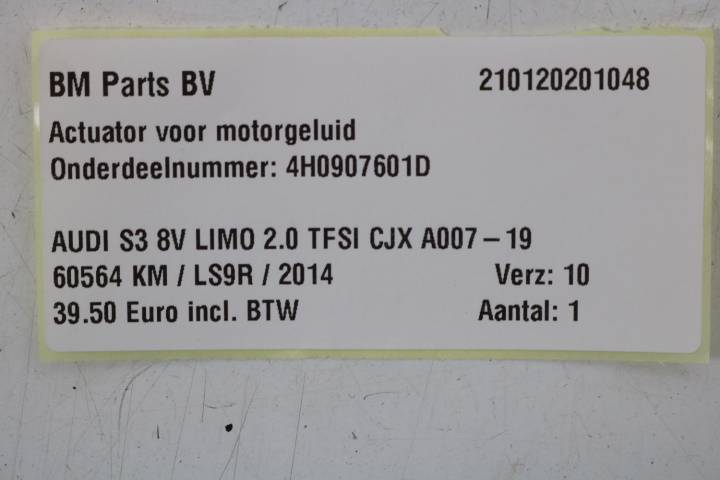 BM Parts BV 210120201048
Actuator voor motorgeluid
Onderdeelnummer: 4H0907601D
AUDI S3 8V LIMO 2.0 TFSI CJX A007 – 19
60564 KM / LS9R / 2014 Verz: 10
39.50 Euro incl. BTW Aantal: 1